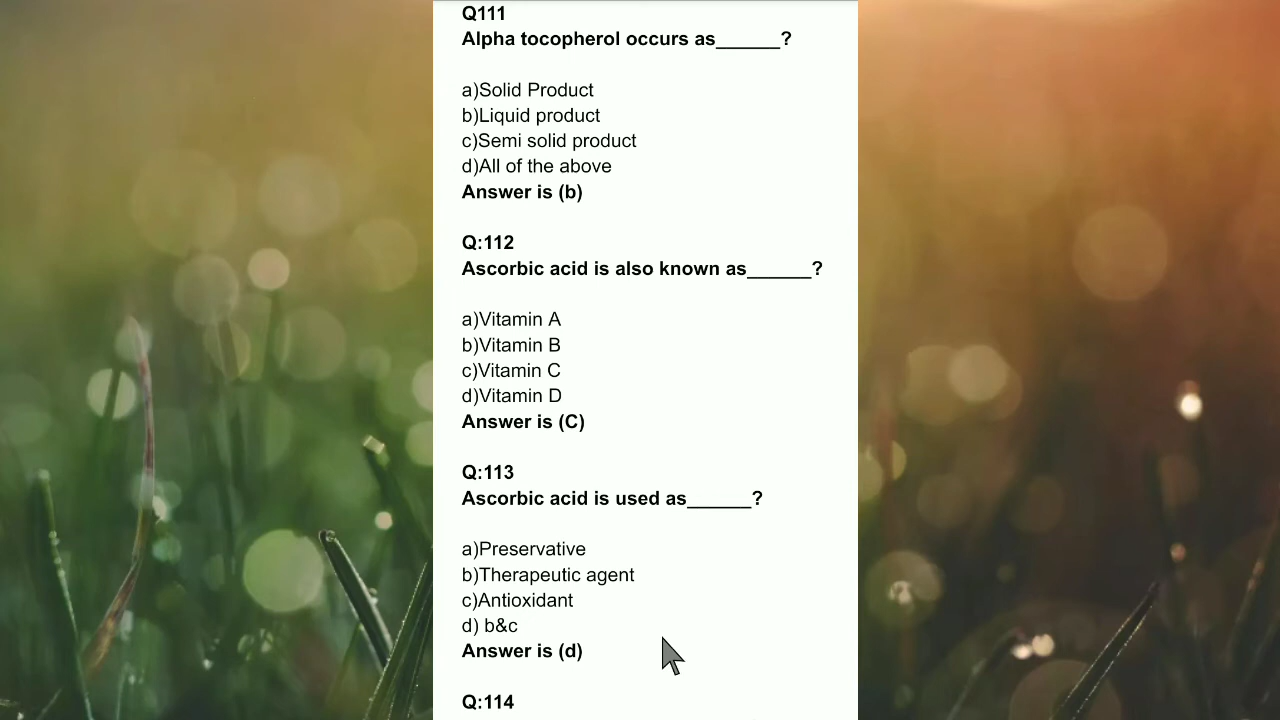 Q111
Alpha tocopherol occurs as______?
a)Solid Product
b)Liquid product
c)Semi solid product
d)All of the above
Answer is (b)
Q:112
Ascorbic acid is also known as______?
a)Vitamin A
b)Vitamin B
c)Vitamin C
d)Vitamin D
Answer is (C)
Q:113
Ascorbic acid is used as______?
a)Preservative
b)Therapeutic agent
c)Antioxidant
d) b&c
Answer is (d)
Q:114